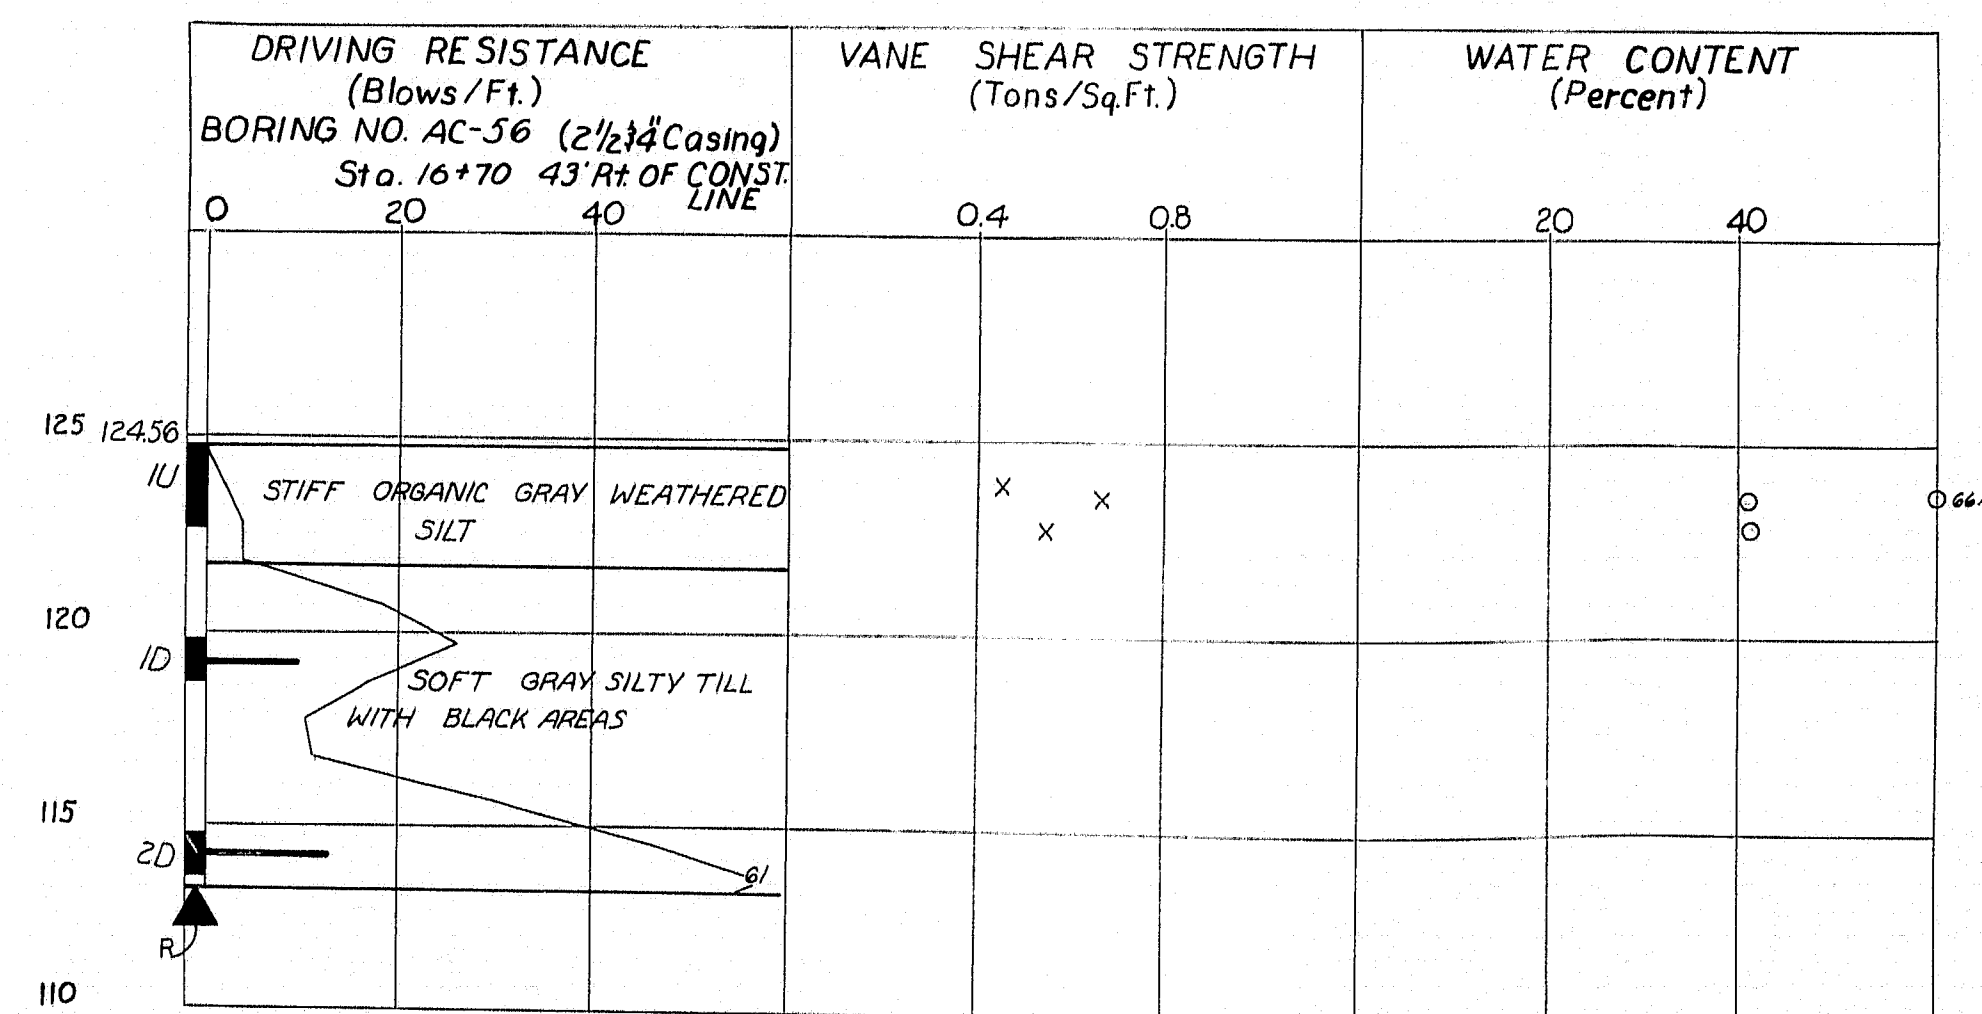 DRIVING RESISTANCE
(Blows/Ft.)
BORING NO. AC-56 (2½"&4" Casing)
Sta. 16+70 43' Rt. OF CONST.
LINE
0 20 40
VANE SHEAR STRENGTH
(Tons/Sq.Ft.)
0.4 0.8
WATER CONTENT
(Percent)
20 40
125 124.56
1U
STIFF ORGANIC GRAY WEATHERED
SILT
120
1D
SOFT GRAY SILTY TILL
WITH BLACK AREAS
115
2D
61
R
110